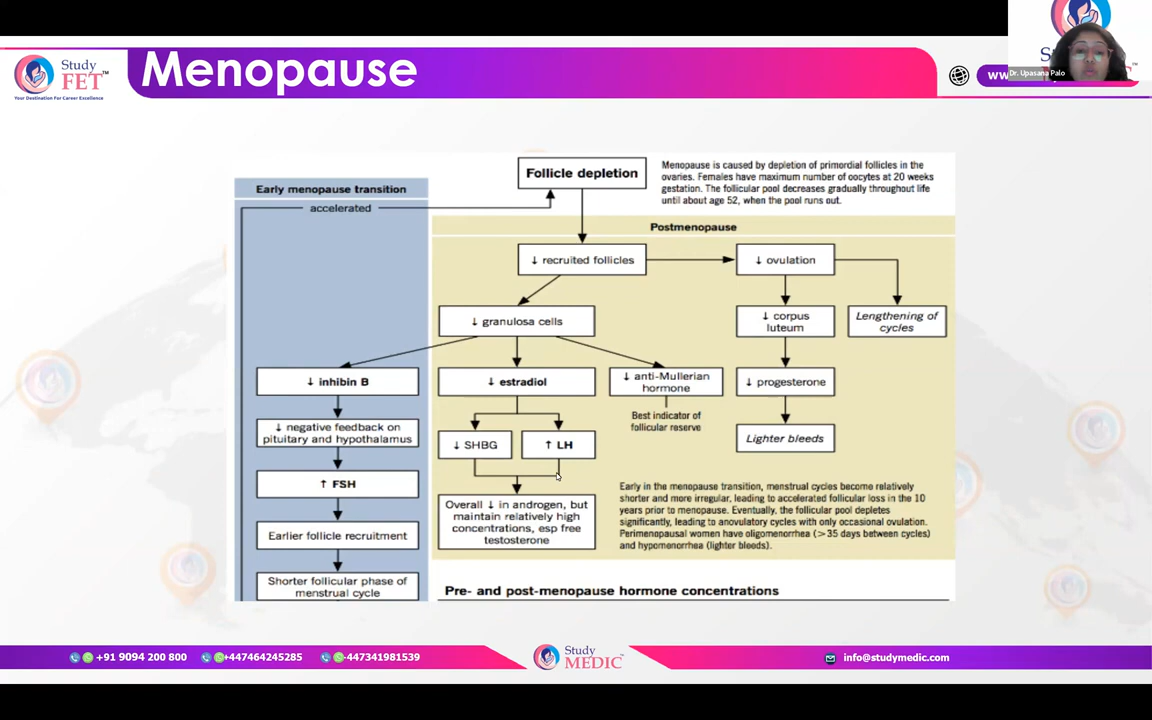 Study
FET™
Your Destination For Career Excellence
Menopause
ww
Dr. Upasana Palo
Follicle depletion
Menopause is caused by depletion of primordial follicles in the
ovaries. Females have maximum number of oocytes at 20 weeks
gestation. The follicular pool decreases gradually throughout life
until about age 52, when the pool runs out.
Early menopause transition
accelerated
Postmenopause
↓ recruited follicles
↓ ovulation
↓ granulosa cells
↓ corpus
luteum
Lengthening of
cycles
↓ inhibin B
↓ estradiol
↓ anti-Mullerian
hormone
↓ progesterone
Best indicator of
follicular reserve
↓ negative feedback on
pituitary and hypothalamus
↓ SHBG
↑ LH
Lighter bleeds
↑ FSH
Overall ↓ in androgen, but
maintain relatively high
concentrations, esp free
testosterone
Early in the menopause transition, menstrual cycles become relatively
shorter and more irregular, leading to accelerated follicular loss in the 10
years prior to menopause. Eventually, the follicular pool depletes
significantly, leading to anovulatory cycles with only occasional ovulation.
Perimenopausal women have oligomenorrhea (>35 days between cycles)
and hypomenorrhea (lighter bleeds).
Earlier follicle recruitment
Shorter follicular phase of
menstrual cycle
Pre- and post-menopause hormone concentrations
+91 9094 200 800
+447464245285
+447341981539
Study
MEDIC™
info@studymedic.com